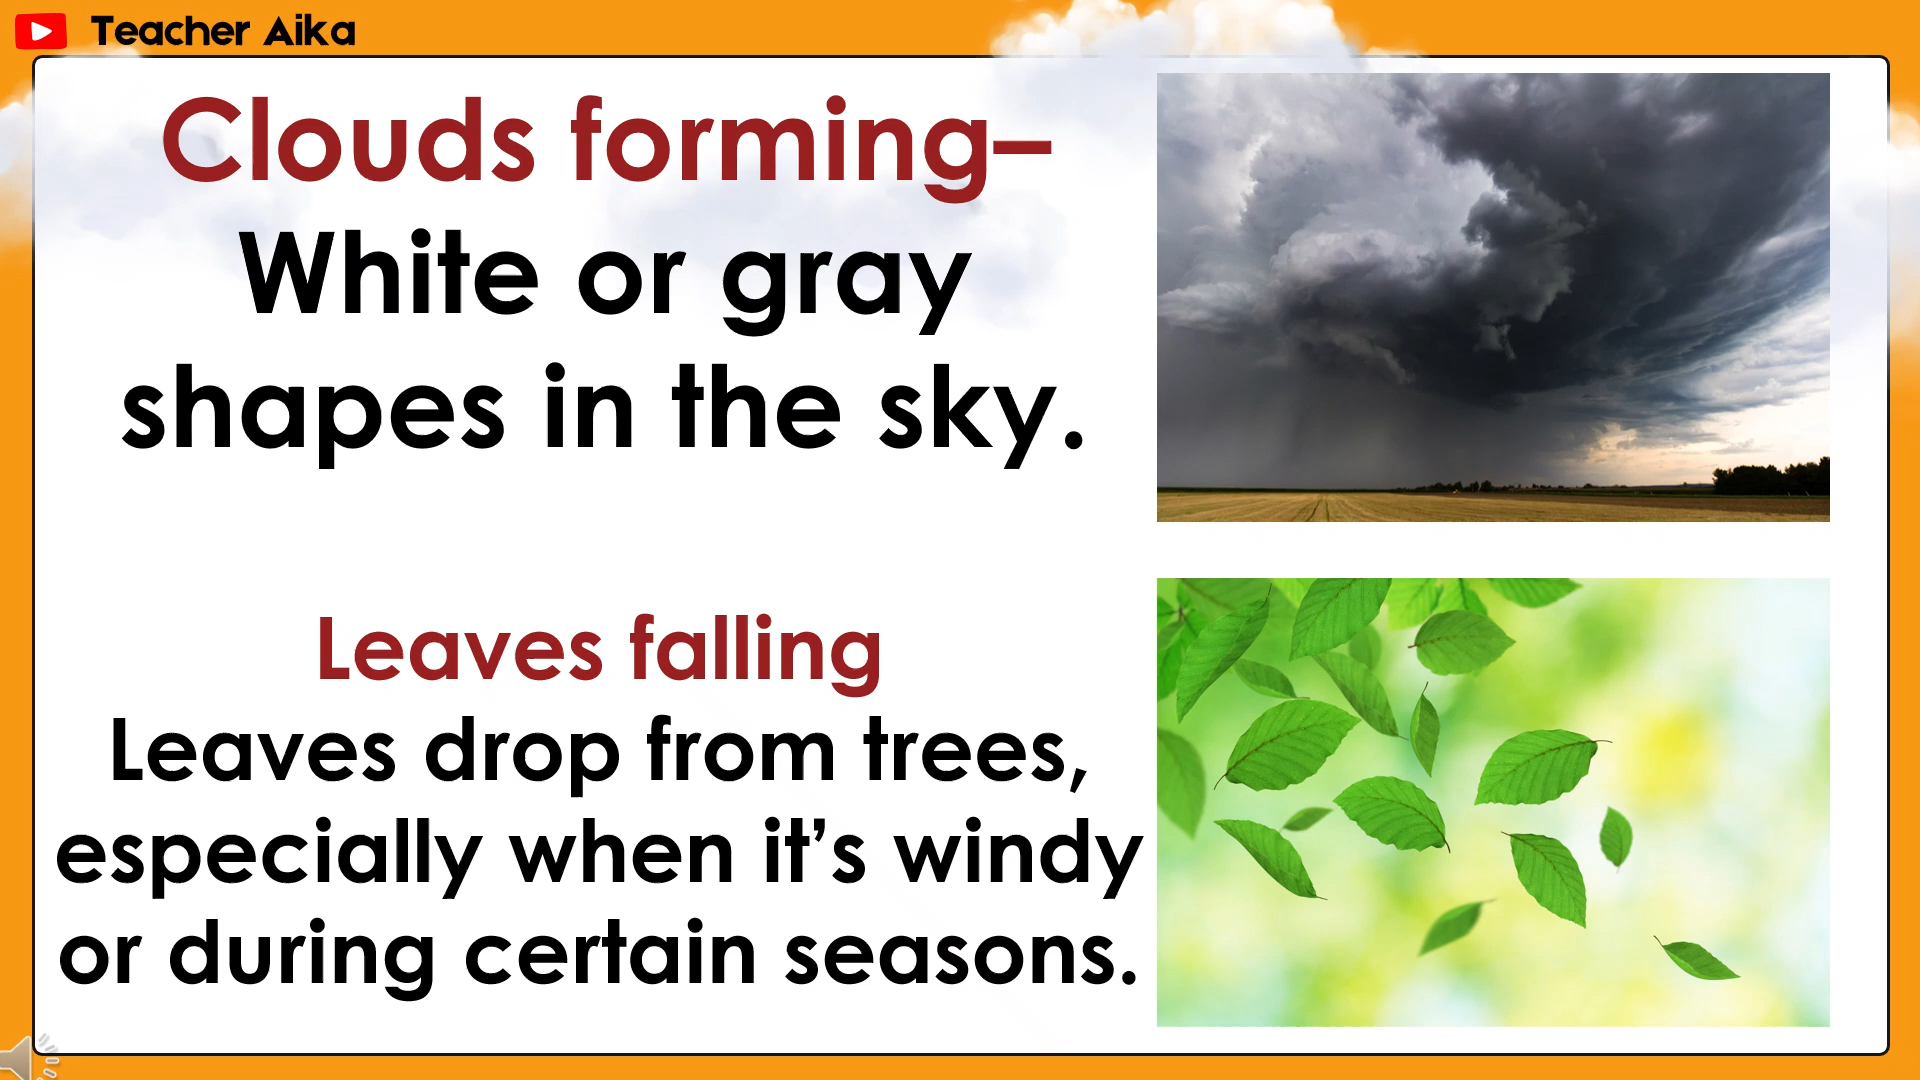 Teacher Aika
Clouds forming–
White or gray
shapes in the sky.
Leaves falling
Leaves drop from trees,
especially when it’s windy
or during certain seasons.